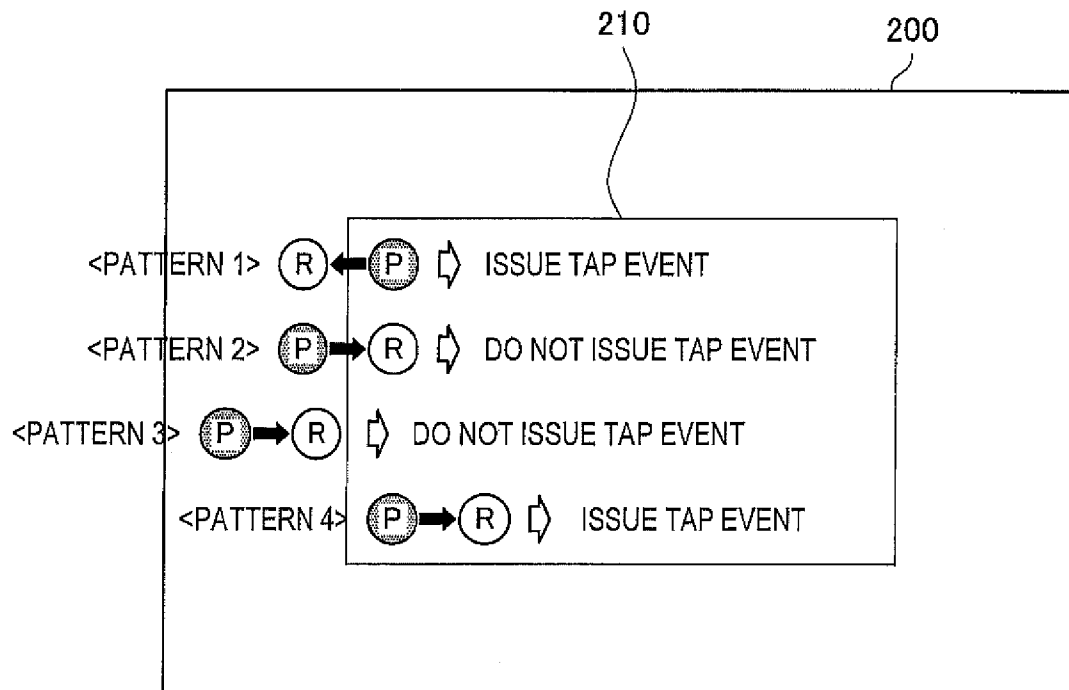 210
200
<PATTERN 1> R P ISSUE TAP EVENT
<PATTERN 2> P R DO NOT ISSUE TAP EVENT
<PATTERN 3> P R DO NOT ISSUE TAP EVENT
<PATTERN 4> P R ISSUE TAP EVENT